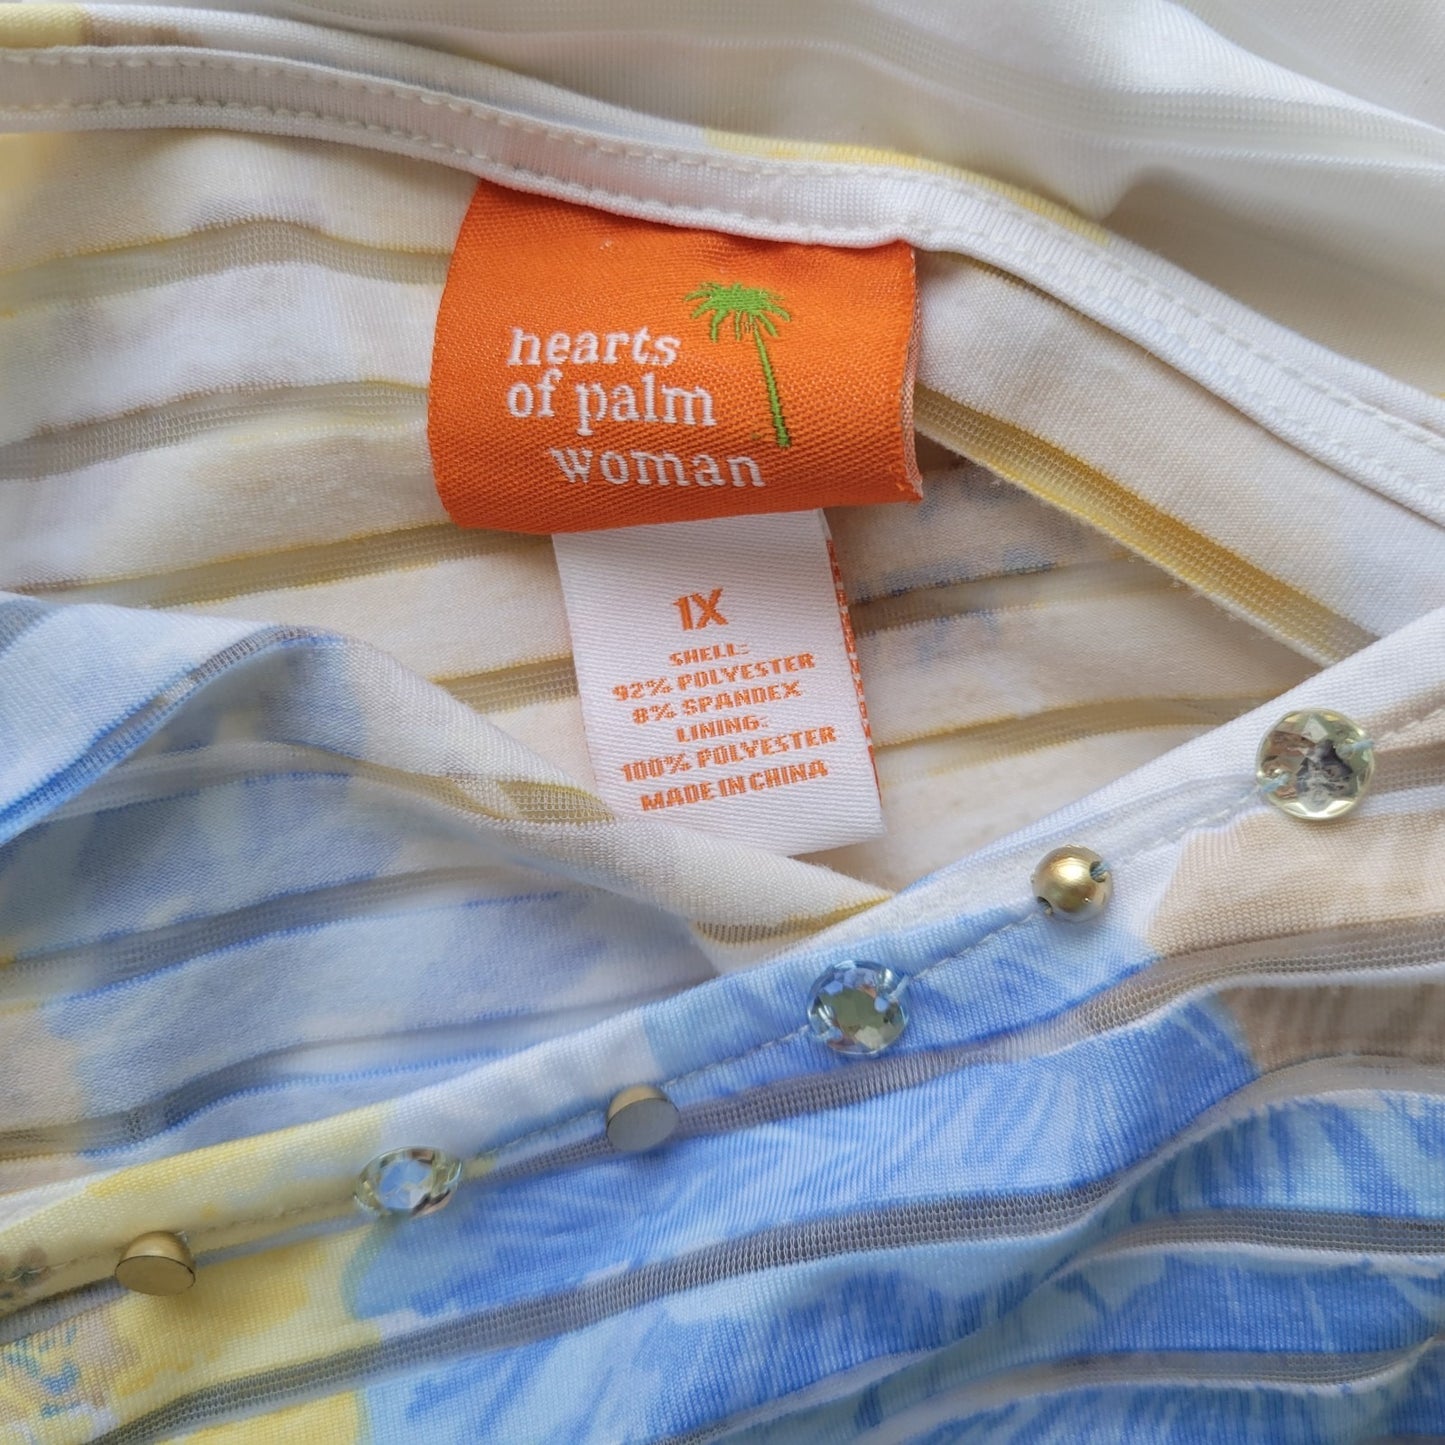 hearts
of palm
woman
1X
SHELL:
92% POLYESTER
8% SPANDEX
LINING:
100% POLYESTER
MADE IN CHINA